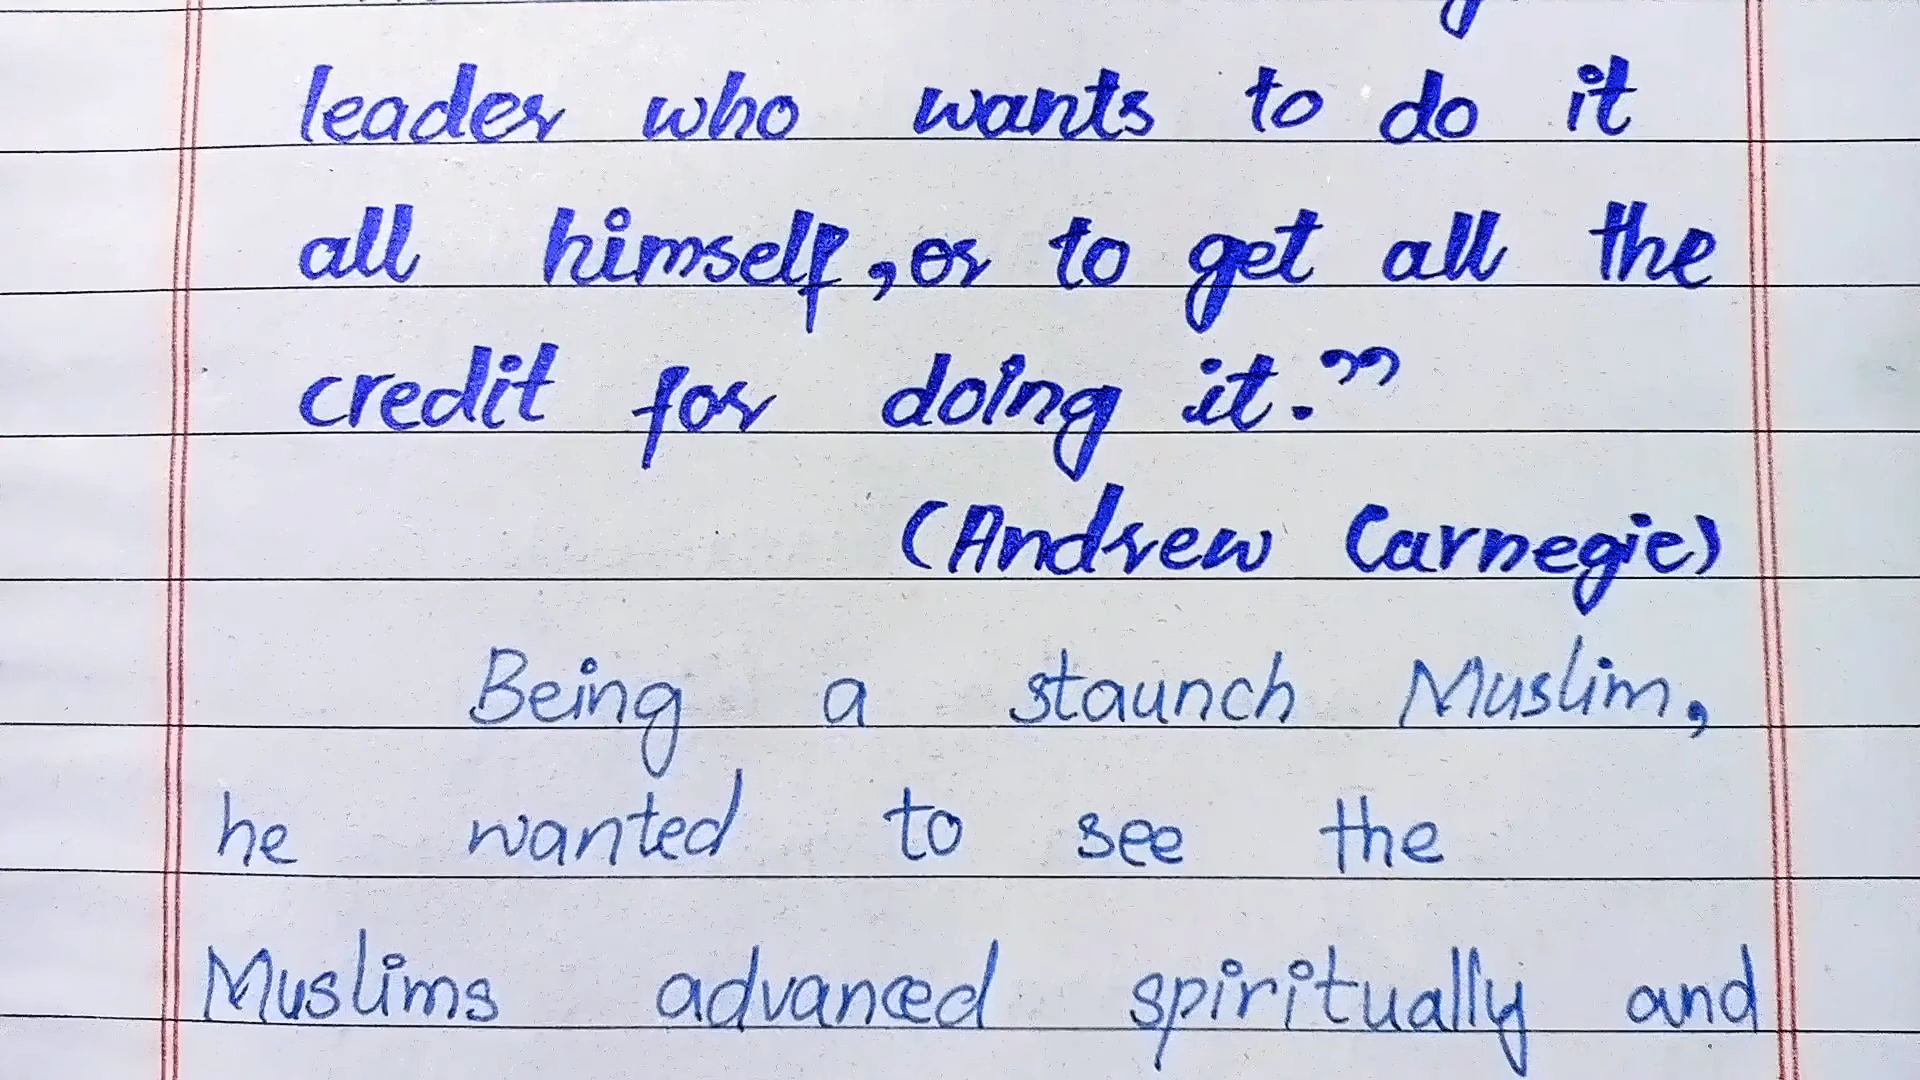 leader who wants to do it
all himself, or to get all the
credit for doing it.”
(Andrew Carnegie)
Being a staunch Muslim,
he wanted to see the
Muslims advanced spiritually and